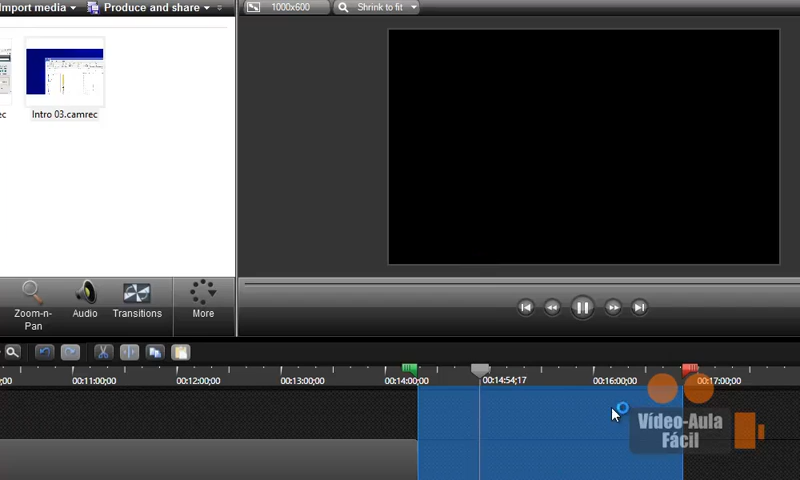 Import media
Produce and share
1000x600
Shrink to fit
ec
Intro 03.camrec
Zoom-n-
Pan
Audio
Transitions
More
00
00:11:00;00
00:12:00;00
00:13:00;00
00:14:00;00
00:14:54;17
00:16:00;00
00:17:00;00
Vídeo-Aula
Fácil